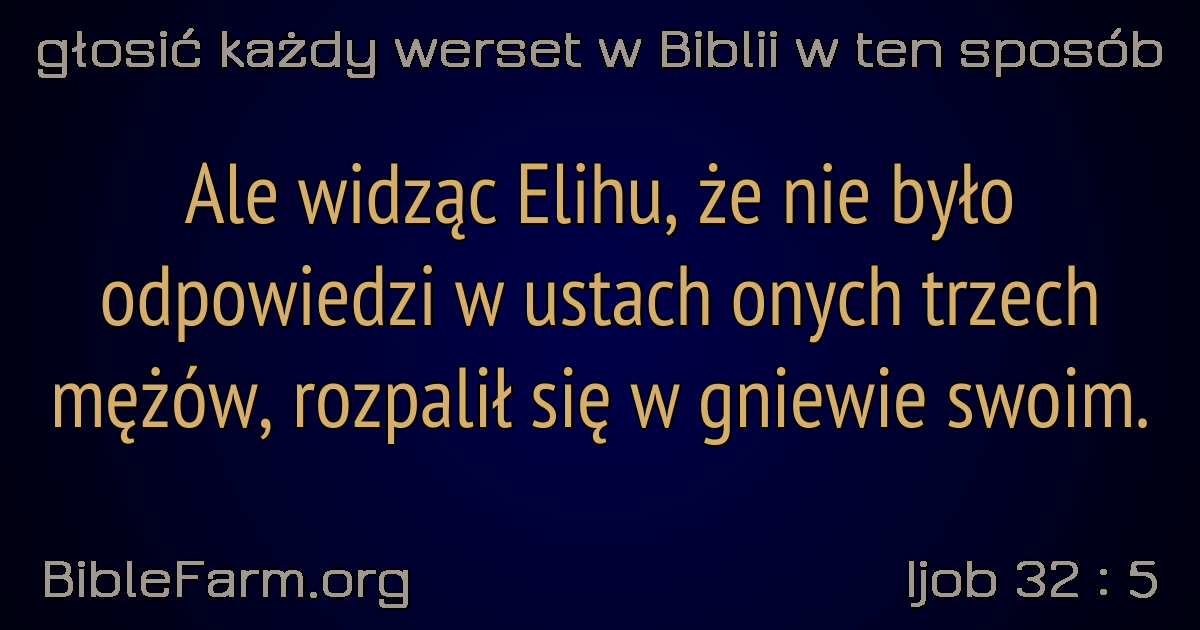 głosić każdy werset w Biblii w ten sposób
Ale widząc Elihu, że nie było
odpowiedzi w ustach onych trzech
mężów, rozpalił się w gniewie swoim.
BibleFarm.org
Ijob 32 : 5